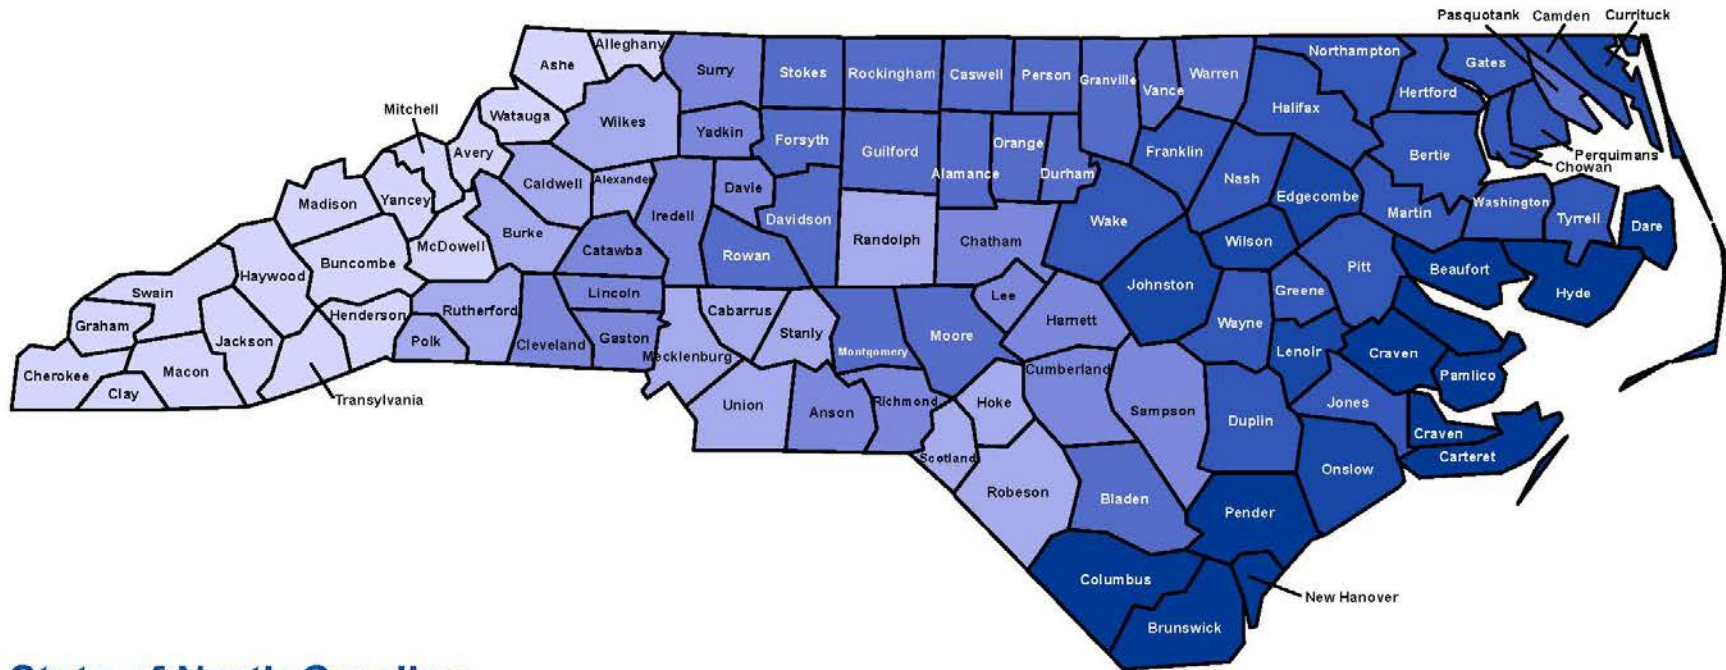 Pasquotank
Camden
Currituck
Alleghany
Ashe
Surry
Stokes
Rockingham
Caswell
Person
Granville
Vance
Warren
Northampton
Gates
Hertford
Halifax
Mitchell
Watauga
Wilkes
Yadkin
Forsyth
Guilford
Alamance
Orange
Durham
Franklin
Nash
Edgecombe
Bertie
Perquimans
Chowan
Avery
Caldwell
Alexander
Davie
Iredell
Davidson
Madison
Yancey
McDowell
Burke
Catawba
Rowan
Randolph
Chatham
Wake
Wilson
Martin
Washington
Tyrrell
Dare
Buncombe
Haywood
Swain
Graham
Cherokee
Clay
Macon
Jackson
Transylvania
Henderson
Polk
Rutherford
Cleveland
Lincoln
Gaston
Mecklenburg
Cabarrus
Stanly
Union
Anson
Montgomery
Richmond
Moore
Lee
Harnett
Johnston
Greene
Pitt
Beaufort
Hyde
Wayne
Lenoir
Craven
Pamlico
Cumberland
Hoke
Scotland
Robeson
Sampson
Duplin
Jones
Craven
Carteret
Onslow
Bladen
Pender
Columbus
Brunswick
New Hanover
State of North Carolina